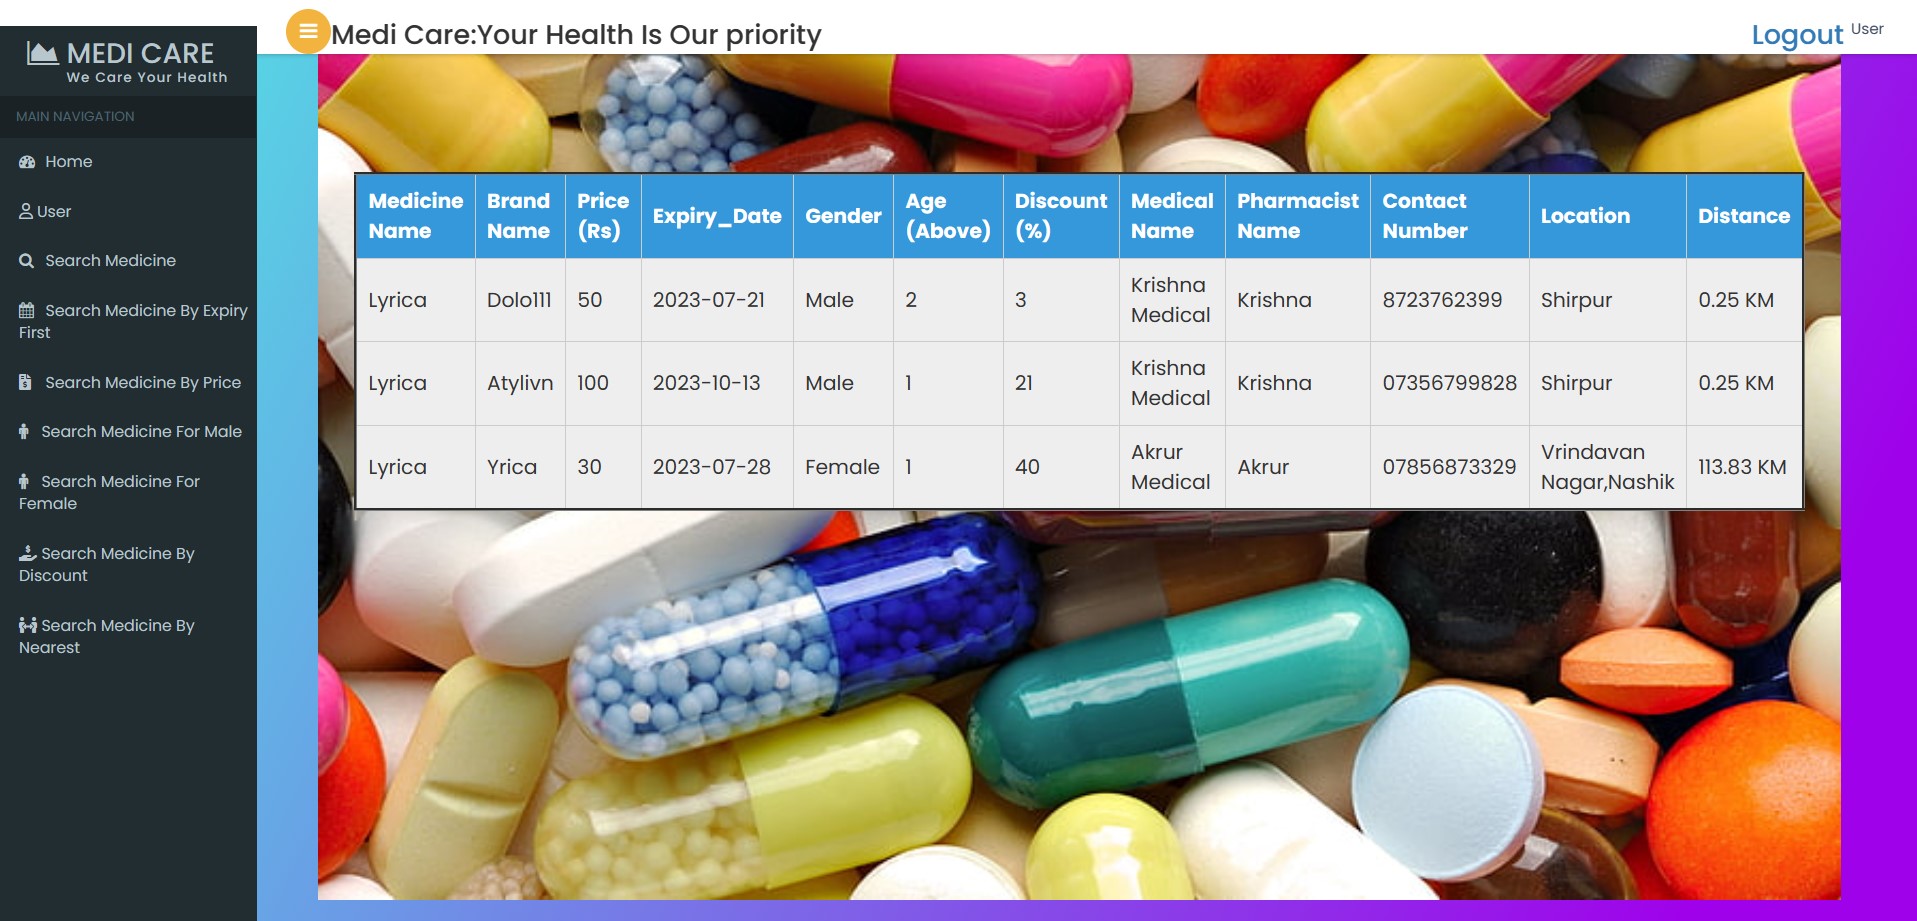 Medi Care:Your Health Is Our priority
Logout User
MEDI CARE
We Care Your Health
MAIN NAVIGATION
Home
User
Search Medicine
Search Medicine By Expiry
First
Search Medicine By Price
Search Medicine For Male
Search Medicine For
Female
Search Medicine By
Discount
Search Medicine By
Nearest
Medicine Name Brand Name Price (Rs) Expiry_Date Gender Age (Above) Discount (%) Medical Name Pharmacist Name Contact Number Location Distance
Lyrica Dolo111 50 2023-07-21 Male 2 3 Krishna Medical Krishna 8723762399 Shirpur 0.25 KM
Lyrica Atylivn 100 2023-10-13 Male 1 21 Krishna Medical Krishna 07356799828 Shirpur 0.25 KM
Lyrica Yrica 30 2023-07-28 Female 1 40 Akrur Medical Akrur 07856873329 Vrindavan Nagar,Nashik 113.83 KM